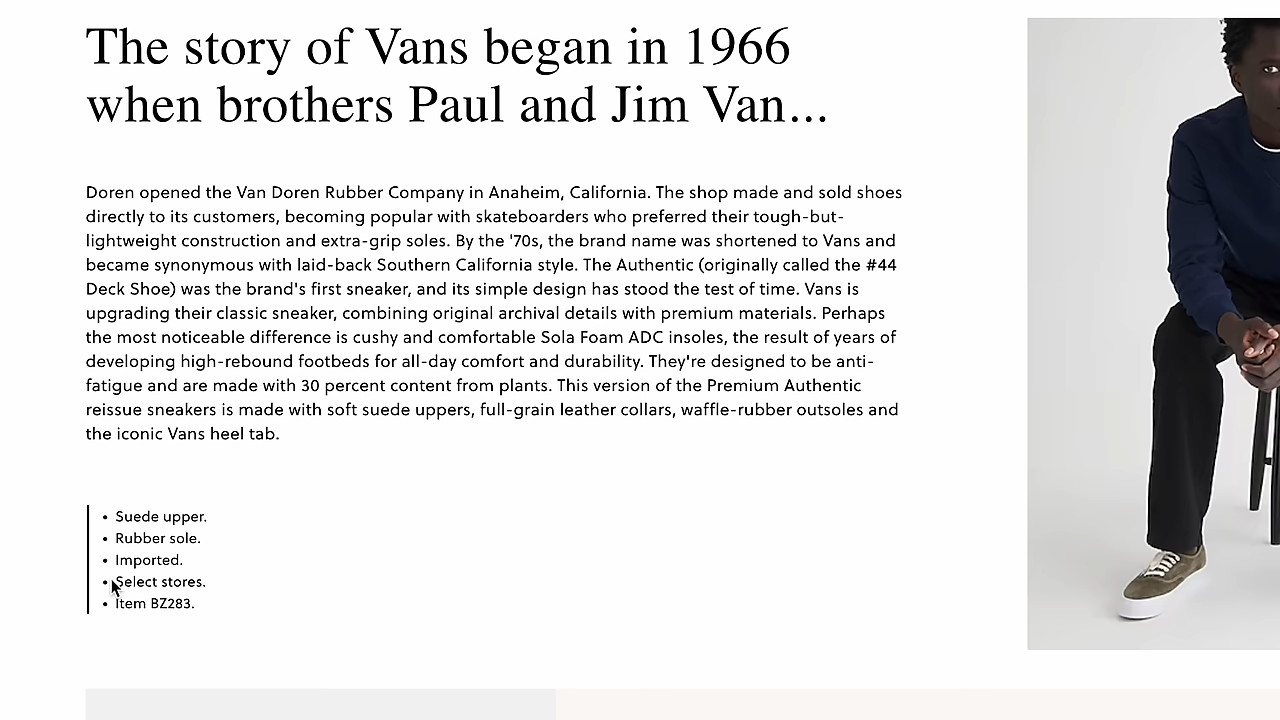 The story of Vans began in 1966
when brothers Paul and Jim Van...
Doren opened the Van Doren Rubber Company in Anaheim, California. The shop made and sold shoes
directly to its customers, becoming popular with skateboarders who preferred their tough-but-
lightweight construction and extra-grip soles. By the '70s, the brand name was shortened to Vans and
became synonymous with laid-back Southern California style. The Authentic (originally called the #44
Deck Shoe) was the brand's first sneaker, and its simple design has stood the test of time. Vans is
upgrading their classic sneaker, combining original archival details with premium materials. Perhaps
the most noticeable difference is cushy and comfortable Sola Foam ADC insoles, the result of years of
developing high-rebound footbeds for all-day comfort and durability. They're designed to be anti-
fatigue and are made with 30 percent content from plants. This version of the Premium Authentic
reissue sneakers is made with soft suede uppers, full-grain leather collars, waffle-rubber outsoles and
the iconic Vans heel tab.
• Suede upper.
• Rubber sole.
• Imported.
• Select stores.
• Item BZ283.